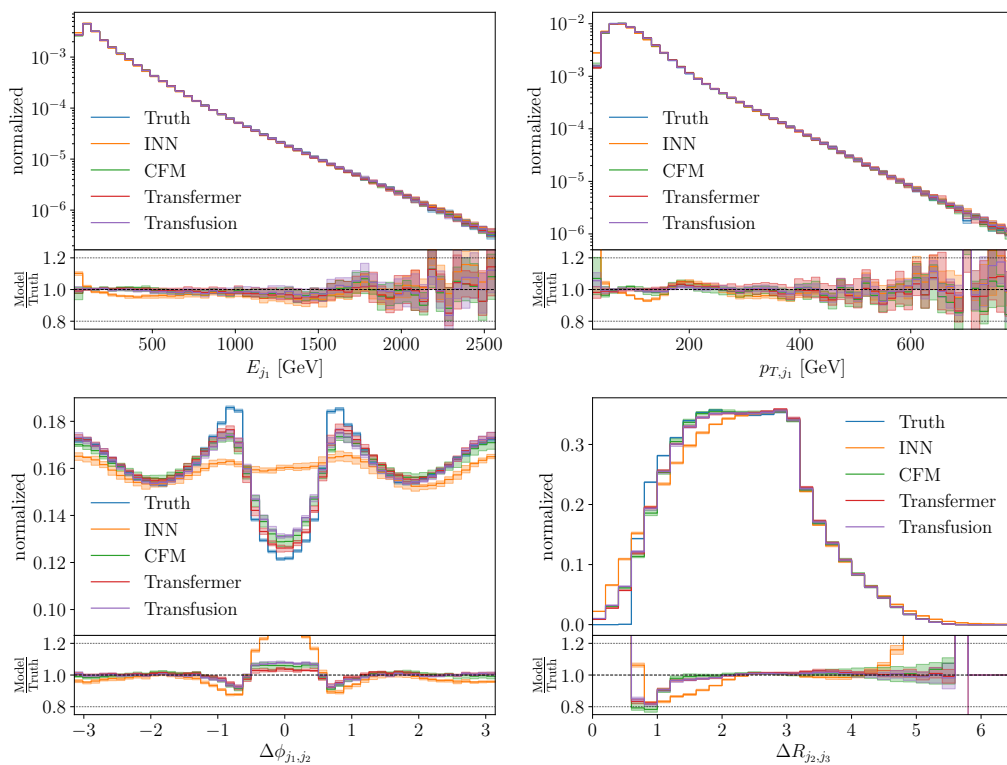 normalized
10⁻³
10⁻⁴
10⁻⁵
10⁻⁶
Truth
INN
CFM
Transfermer
Transfusion
Model
Truth
1.2
1.0
0.8
500 1000 1500 2000 2500
E_{j_1} [GeV]
normalized
10⁻²
10⁻³
10⁻⁴
10⁻⁵
10⁻⁶
Truth
INN
CFM
Transfermer
Transfusion
Model
Truth
1.2
1.0
0.8
200 400 600
p_{T,j_1} [GeV]
normalized
0.18
0.16
0.14
0.12
0.10
Truth
INN
CFM
Transfermer
Transfusion
Model
Truth
1.2
1.0
0.8
−3 −2 −1 0 1 2 3
Δϕ_{j_1,j_2}
normalized
0.3
0.2
0.1
0.0
Truth
INN
CFM
Transfermer
Transfusion
Model
Truth
1.2
1.0
0.8
0 1 2 3 4 5 6
ΔR_{j_2,j_3}